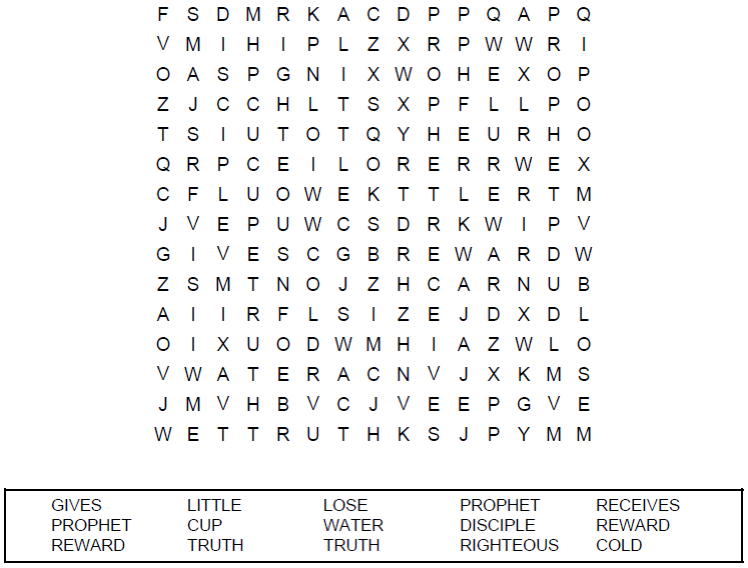 F S D M R K A C D P P Q A P Q
V M I H I P L Z X R P W W R I
O A S P G N I X W O H E X O P
Z J C C H L T S X P F L L P O
T S I U T O T Q Y H E U R H O
Q R P C E I L O R E R R W E X
C F L U O W E K T T L E R T M
J V E P U W C S D R K W I P V
G I V E S C G B R E W A R D W
Z S M T N O J Z H C A R N U B
A I I R F L S I Z E J D X D L
O I X U O D W M H I A Z W L O
V W A T E R A C N V J X K M S
J M V H B V C J V E E P G V E
W E T T R U T H K S J P Y M M
GIVES LITTLE LOSE PROPHET RECEIVES
PROPHET CUP WATER DISCIPLE REWARD
REWARD TRUTH TRUTH RIGHTEOUS COLD